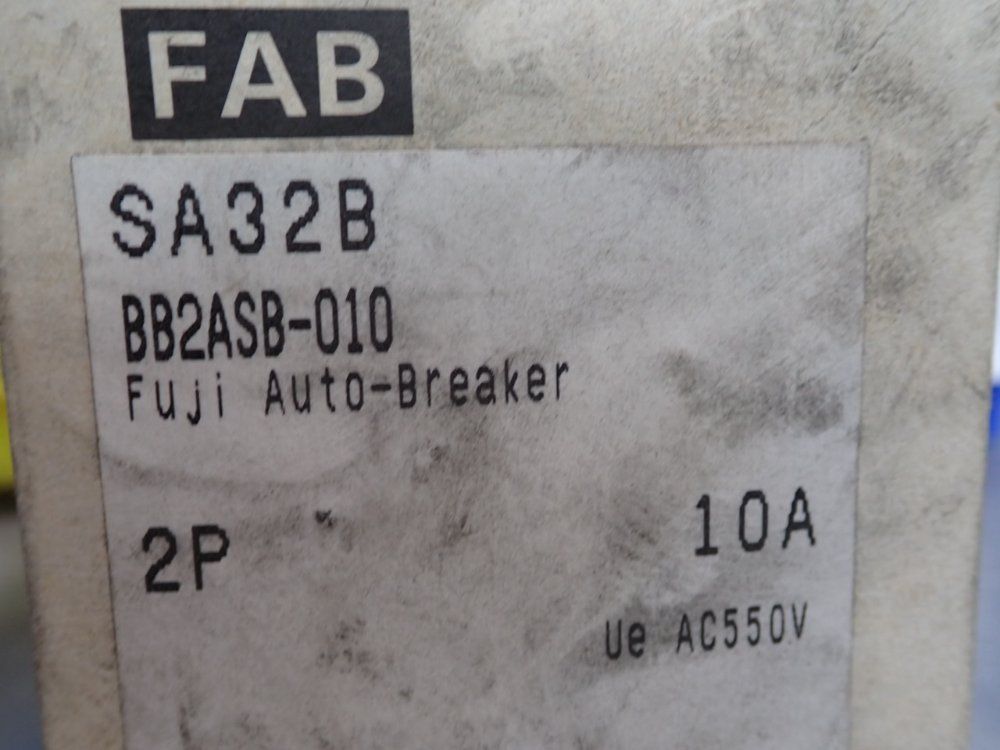 FAB
SA32B
BB2ASB-010
Fuji Auto-Breaker
2P 10A
Ue AC550V